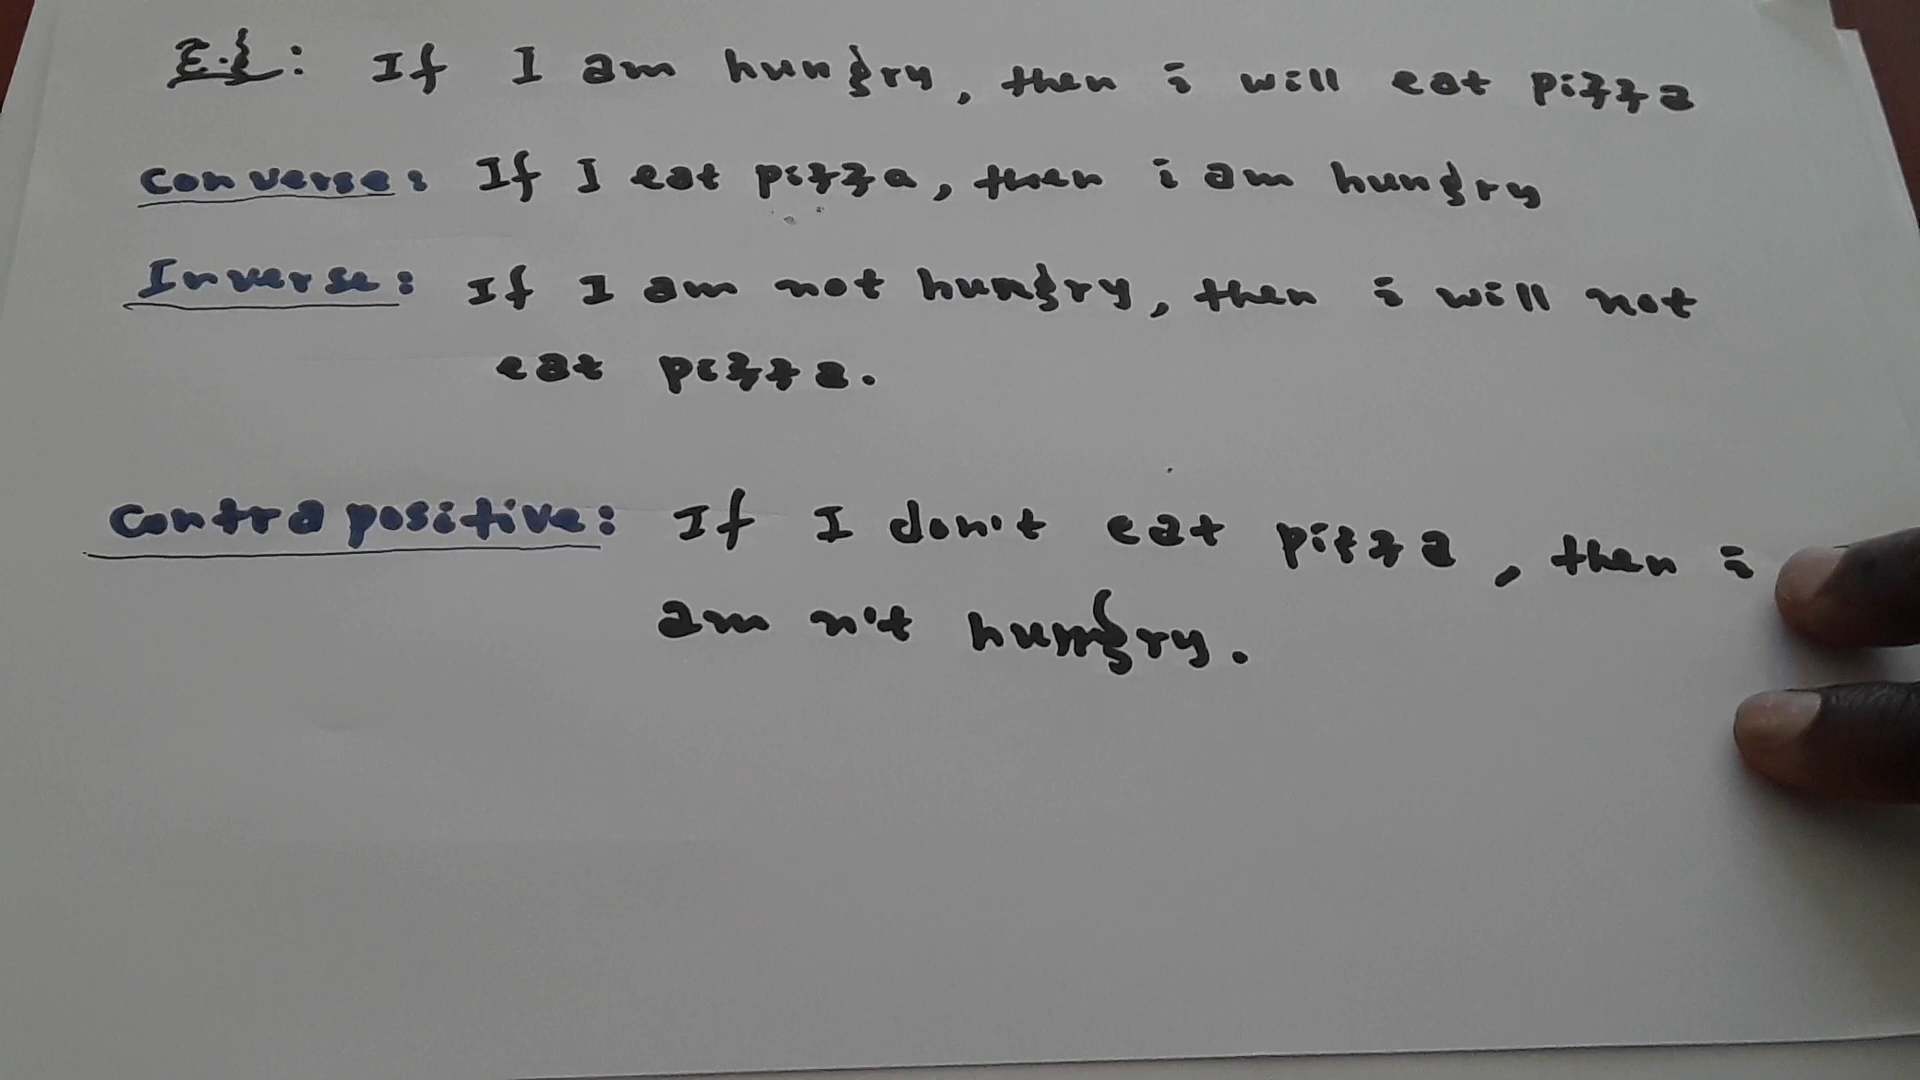 E.g: If I am hungry, then i will eat pizza
Converse: If I eat pizza, then i am hungry
Inverse: If I am not hungry, then i will not
eat pizza.
Contrapositive: If I don't eat pizza, then i
am n't hungry.